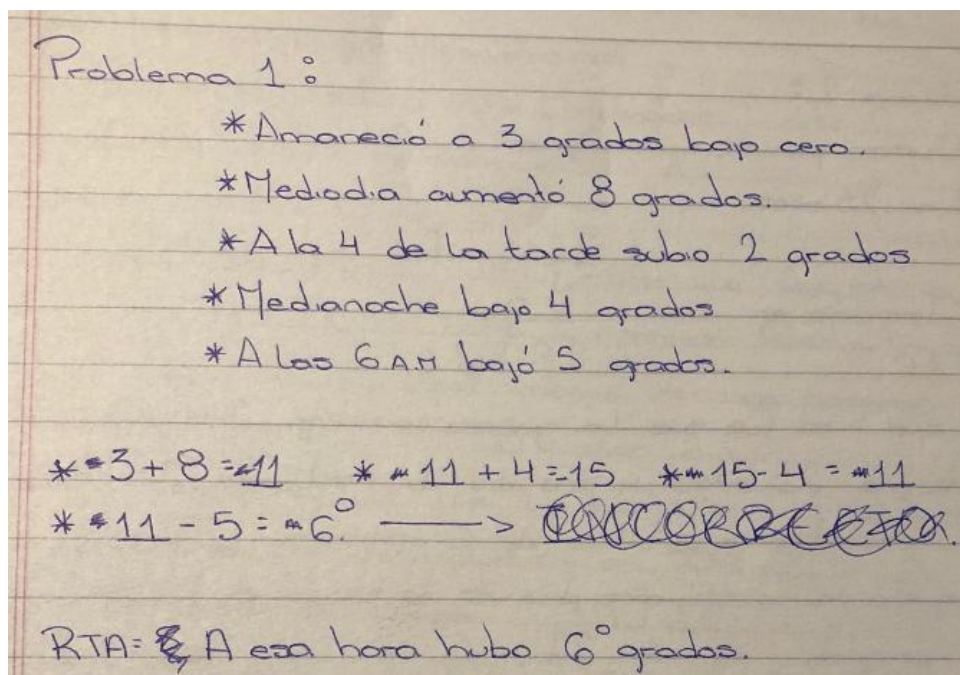 Problema 1:
*Amaneció a 3 grados bajo cero.
*Mediodia aumentó 8 grados.
*A la 4 de la tarde subio 2 grados
*Medianoche bajo 4 grados
*A las 6 A.M bajó 5 grados.
*-3+8=-11 *-11+4=-15 *-15-4=-11
*-11-5=-6° →
RTA= A esa hora hubo 6° grados.